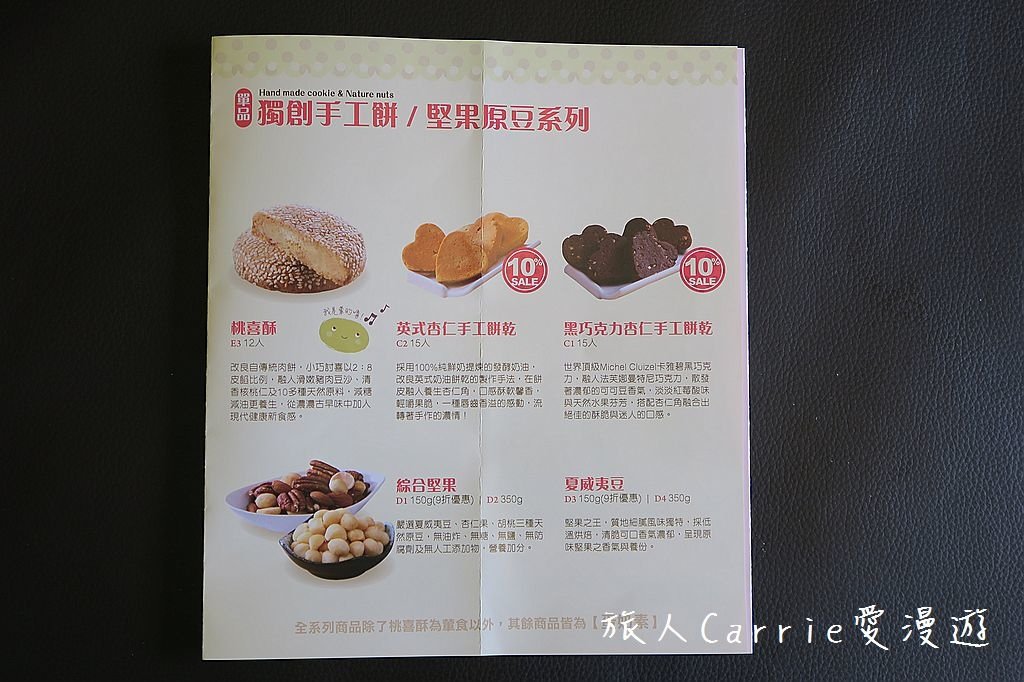 Hand made cookie & Nature nuts
單品
獨創手工餅 / 堅果原豆系列
10%
SALE
10%
SALE
桃喜酥
E3 12入
改良自傳統肉餅，小巧討喜以2：8
皮餡比例，融入滑嫩豬肉豆沙、清
香核桃仁及10多種天然原料，減糖
減油更養生，從濃濃古早味中加入
現代健康新食感。
英式杏仁手工餅乾
C2 15入
採用100%純鮮奶提煉的發酵奶油，
改良英式奶油餅乾的製作手法，在餅
皮融入養生杏仁角，口感酥軟馨香，
輕嚼果脆，一種唇齒香溢的感動，流
轉著手作的濃情！
黑巧克力杏仁手工餅乾
C1 15入
世界頂級Michel Cluizel卡雅碧黑巧克
力，融入法芙娜曼特尼巧克力，散發
著濃郁的可可豆香氣，淡淡紅莓酸味
與天然水果芬芳，搭配杏仁角融合出
絕佳的酥脆與迷人的口感。
綜合堅果
D1 150g(9折優惠) | D2 350g
嚴選夏威夷豆、杏仁果、胡桃三種天
然原豆，無油炸、無糖、無鹽、無防
腐劑及無人工添加物，營養加分。
夏威夷豆
D3 150g(9折優惠) | D4 350g
堅果之王，質地細膩風味獨特，採低
溫烘焙，清脆可口香氣濃郁，呈現原
味堅果之香氣與養份。
全系列商品除了桃喜酥為葷食以外，其餘商品皆為【 素】
旅人Carrie愛漫遊